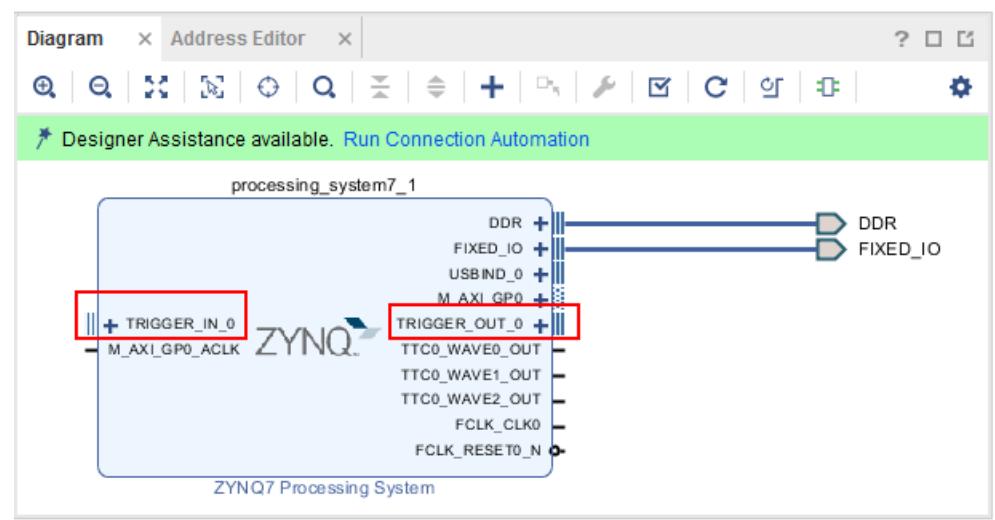 Diagram × Address Editor ×
Designer Assistance available. Run Connection Automation
processing_system7_1
DDR
FIXED_IO
USBIND_0
M_AXI_GP0
TRIGGER_IN_0
TRIGGER_OUT_0
M_AXI_GP0_ACLK
ZYNQ
TTC0_WAVE0_OUT
TTC0_WAVE1_OUT
TTC0_WAVE2_OUT
FCLK_CLK0
FCLK_RESET0_N
DDR
FIXED_IO
ZYNQ7 Processing System